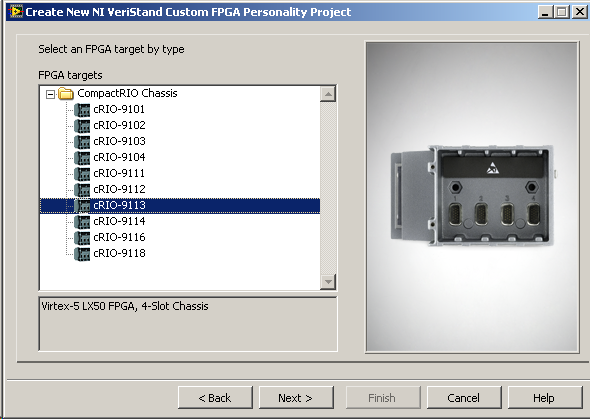 Create New NI VeriStand Custom FPGA Personality Project
Select an FPGA target by type
FPGA targets
CompactRIO Chassis
cRIO-9101
cRIO-9102
cRIO-9103
cRIO-9104
cRIO-9111
cRIO-9112
cRIO-9113
cRIO-9114
cRIO-9116
cRIO-9118
1 2 3 4
Virtex-5 LX50 FPGA, 4-Slot Chassis
< Back Next > Finish Cancel Help